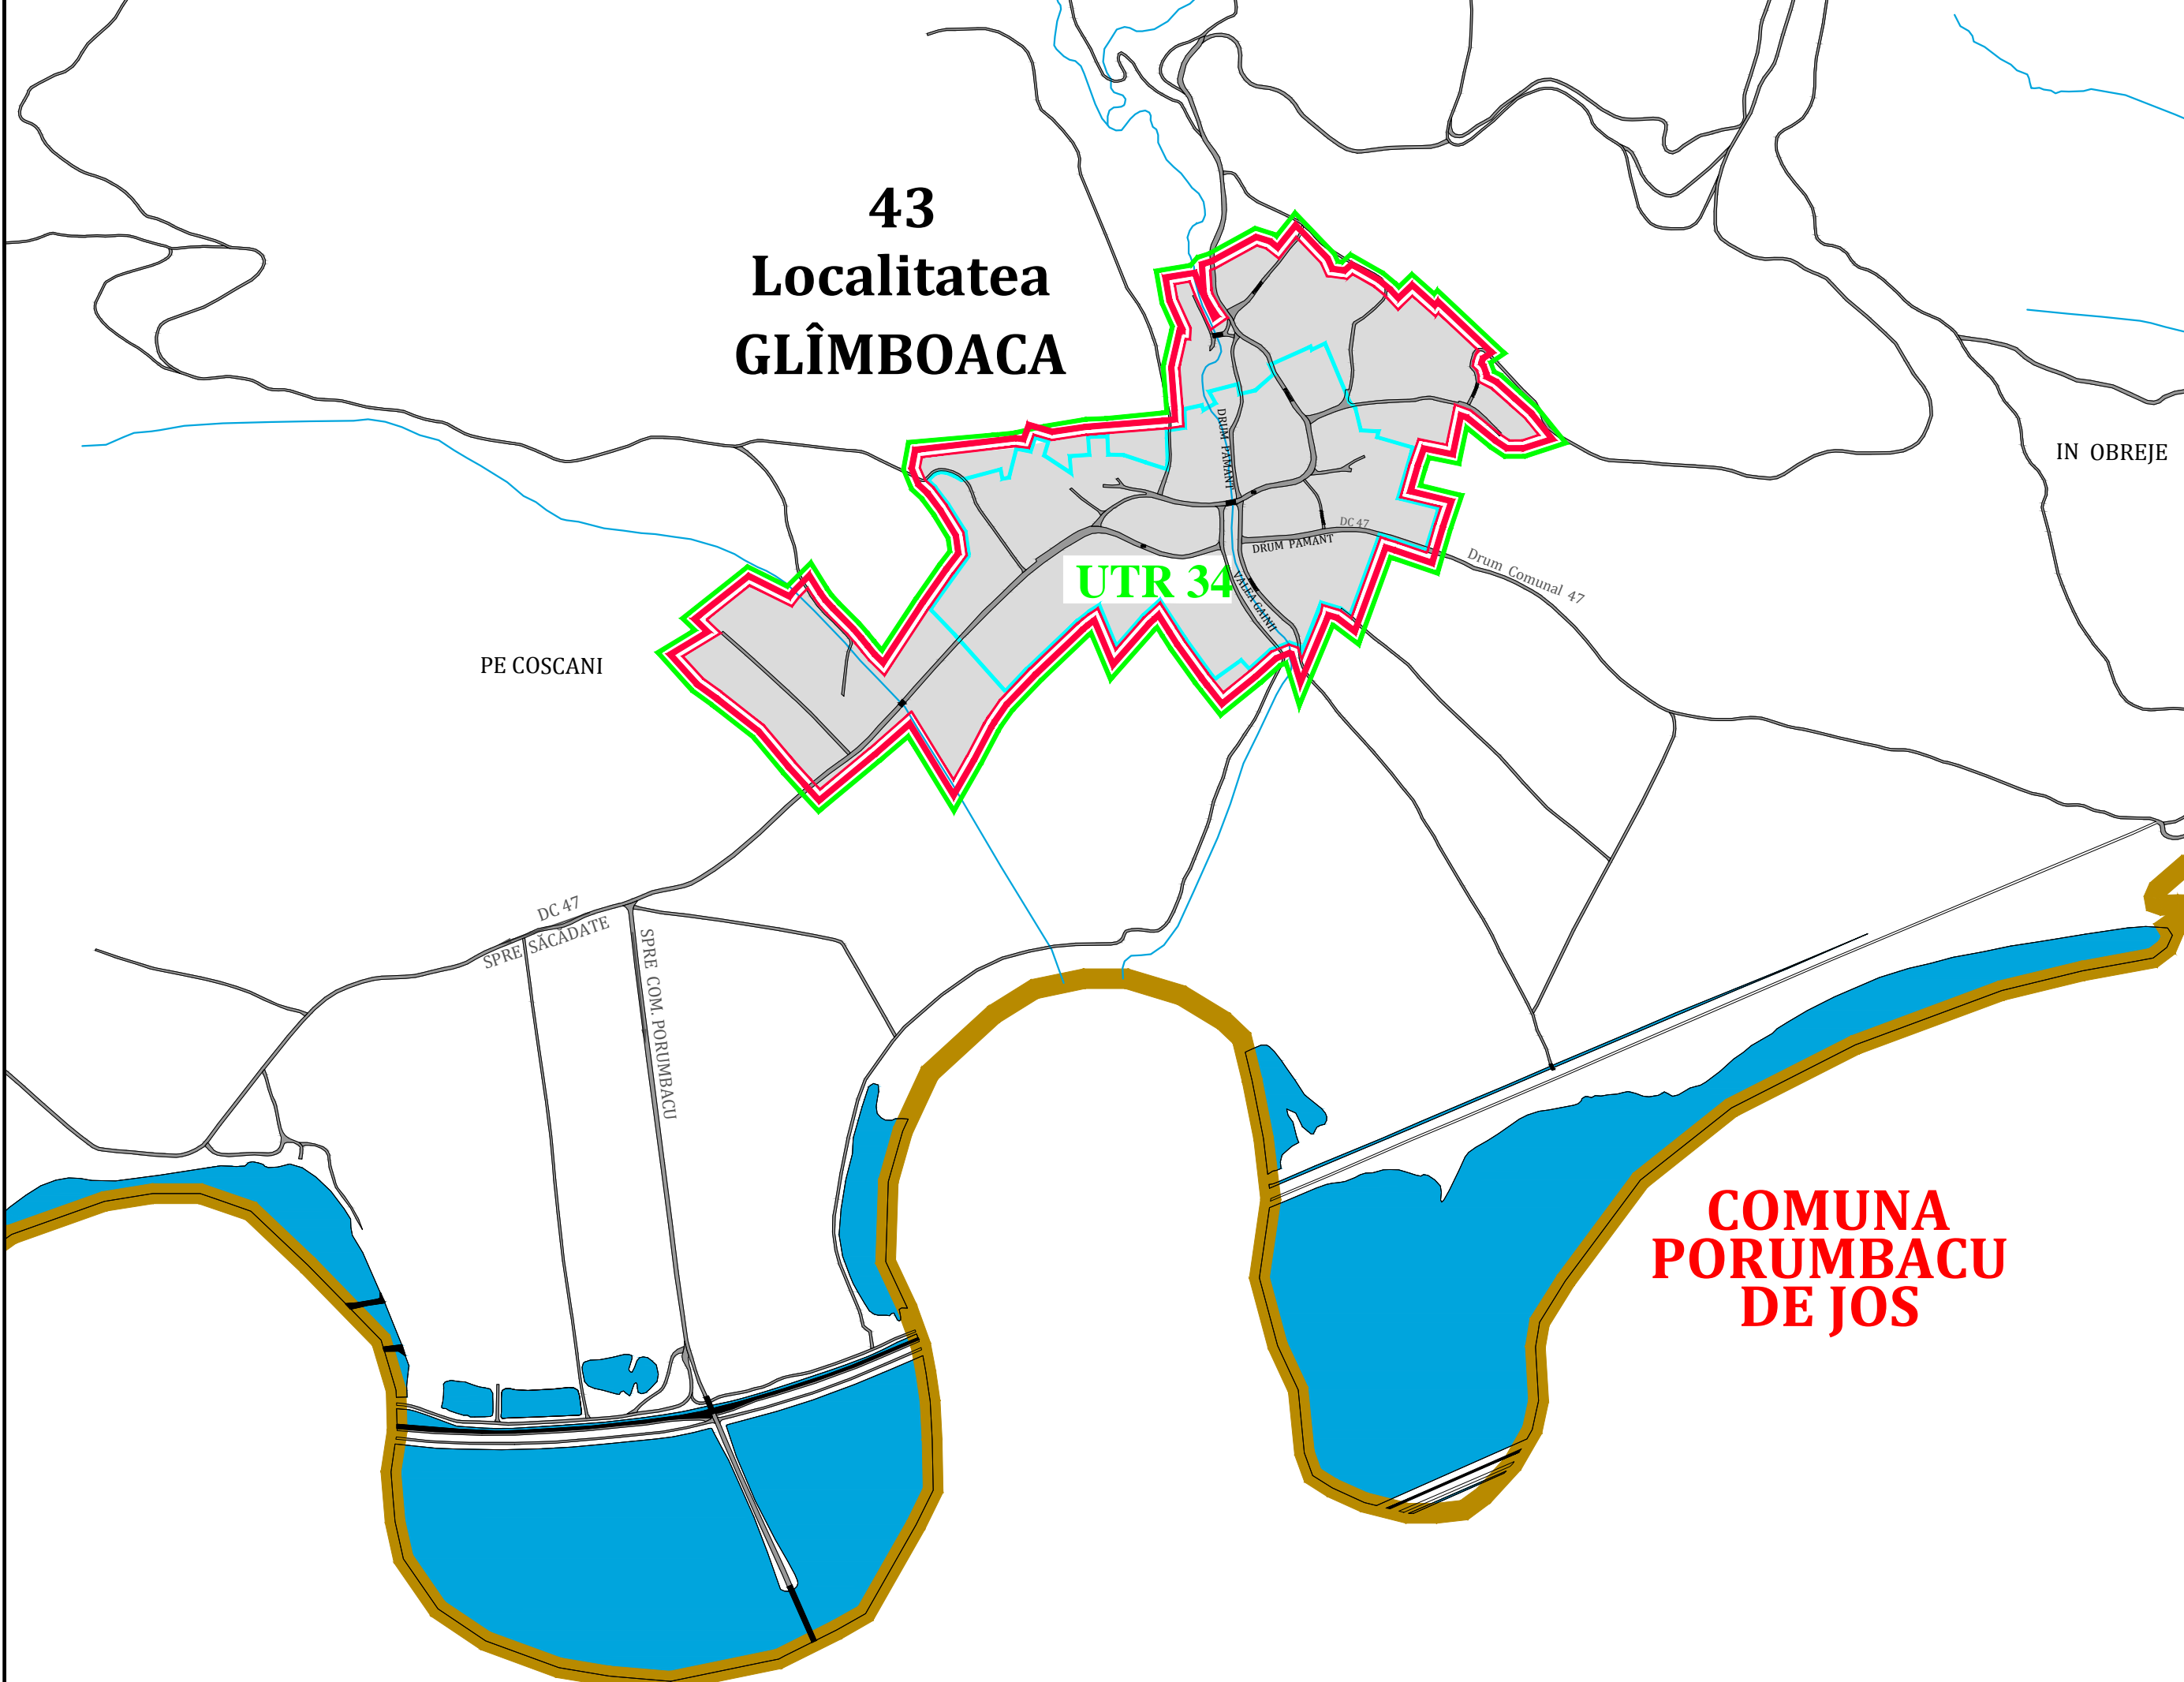 43
Localitatea
GLÎMBOACA
IN OBREJE
DRUM PAMANT
DC 47
DRUM PAMANT
Drum Comunal 47
UTR 34
VALEA GAINII
PE COSCANI
DC 47
SPRE SĂCĂDATE
SPRE COM. PORUMBACU
COMUNA
PORUMBACU
DE JOS